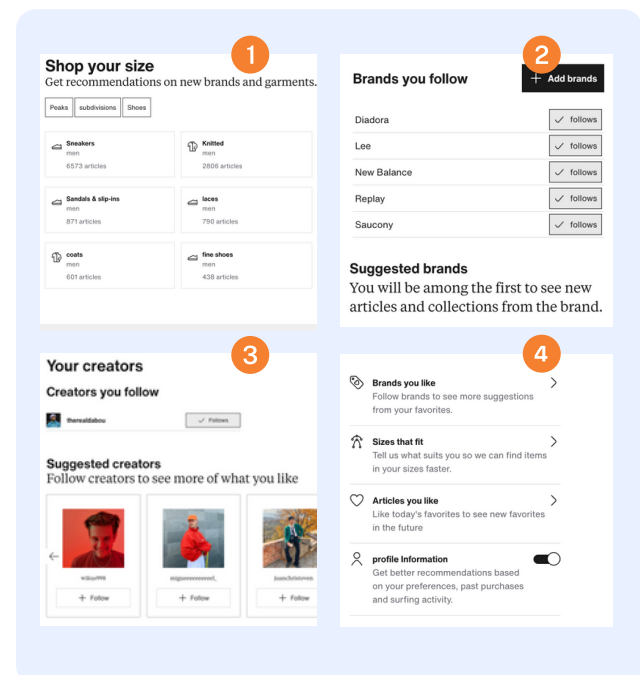 1
Shop your size
Get recommendations on new brands and garments.
Peaks subdivisions Shoes
Sneakers
men
6573 articles
Knitted
men
2806 articles
Sandals & slip-ins
men
871 articles
laces
men
790 articles
coats
men
601 articles
fine shoes
men
438 articles
2
Brands you follow
+ Add brands
Diadora ✓ follows
Lee ✓ follows
New Balance ✓ follows
Replay ✓ follows
Saucony ✓ follows
Suggested brands
You will be among the first to see new
articles and collections from the brand.
3
Your creators
Creators you follow
therealdabou ✓ Follows
Suggested creators
Follow creators to see more of what you like
+ Follow
+ Follow
+ Follow
4
Brands you like
Follow brands to see more suggestions
from your favorites.
Sizes that fit
Tell us what suits you so we can find items
in your sizes faster.
Articles you like
Like today's favorites to see new favorites
in the future
profile Information
Get better recommendations based
on your preferences, past purchases
and surfing activity.